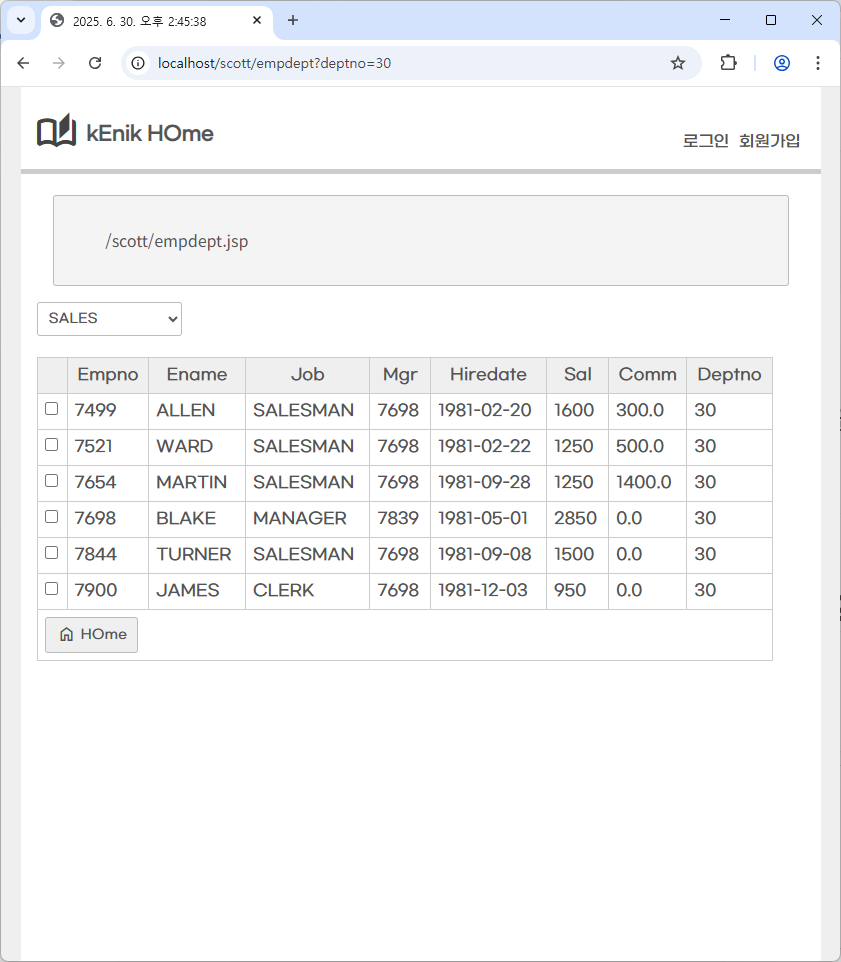 2025. 6. 30. 오후 2:45:38
localhost/scott/empdept?deptno=30
kEnik HOme
로그인 회원가입
/scott/empdept.jsp
SALES
Empno Ename Job Mgr Hiredate Sal Comm Deptno
7499 ALLEN SALESMAN 7698 1981-02-20 1600 300.0 30
7521 WARD SALESMAN 7698 1981-02-22 1250 500.0 30
7654 MARTIN SALESMAN 7698 1981-09-28 1250 1400.0 30
7698 BLAKE MANAGER 7839 1981-05-01 2850 0.0 30
7844 TURNER SALESMAN 7698 1981-09-08 1500 0.0 30
7900 JAMES CLERK 7698 1981-12-03 950 0.0 30
HOme